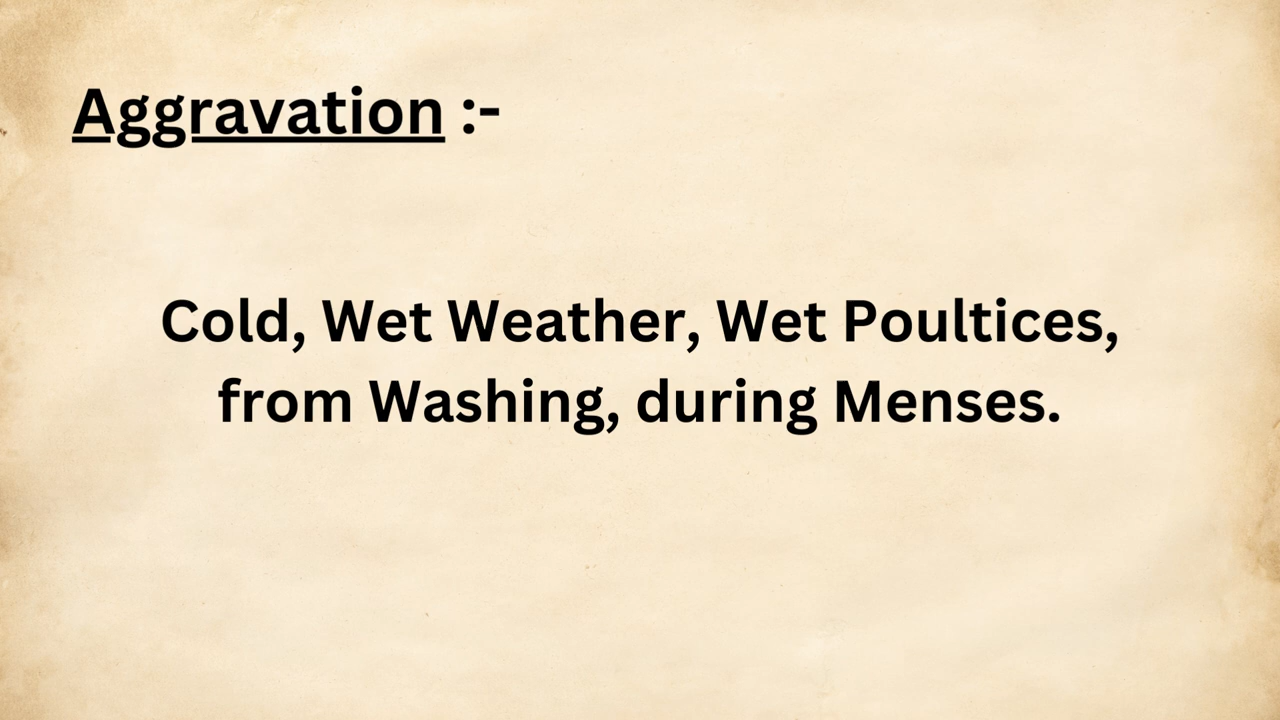 Aggravation :-
Cold, Wet Weather, Wet Poultices,
from Washing, during Menses.